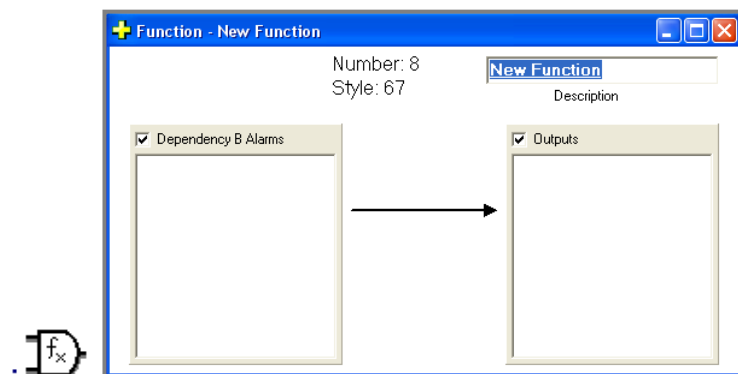 Function - New Function
Number: 8
New Function
Style: 67
Description
Dependency B Alarms
Outputs
fx